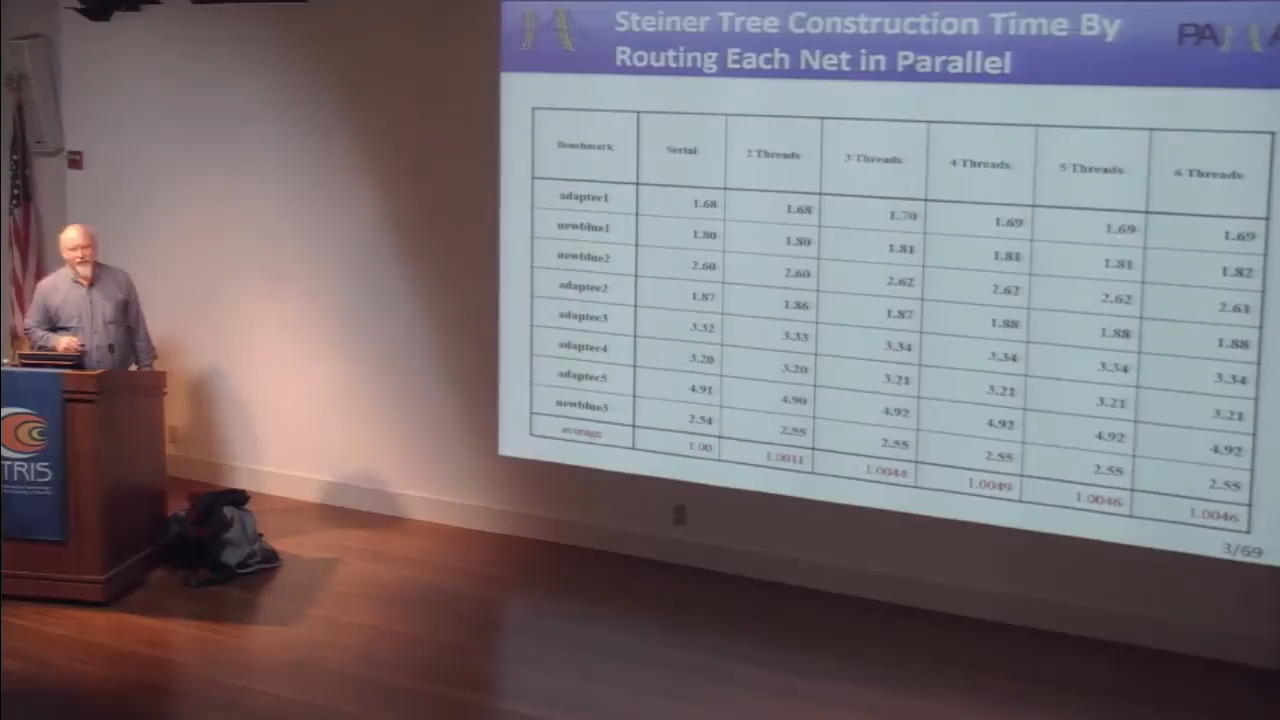 Steiner Tree Construction Time By
Routing Each Net in Parallel
Benchmark Serial 2 Threads 3 Threads 4 Threads 5 Threads 6 Threads
adaptec1 1.68 1.68 1.70 1.69 1.69 1.69
newblue1 1.80 1.80 1.81 1.81 1.81 1.82
newblue2 2.60 2.60 2.62 2.62 2.62 2.61
adaptec2 1.87 1.86 1.87 1.88 1.88 1.88
adaptec3 3.32 3.33 3.34 3.34 3.34 3.34
adaptec4 3.20 3.20 3.21 3.21 3.21 3.21
adaptec5 4.91 4.90 4.92 4.92 4.92 4.92
newblue3 2.54 2.55 2.55 2.55 2.55 2.55
average 1.00 1.0011 1.0044 1.0049 1.0046 1.0046
3/69
TRIS